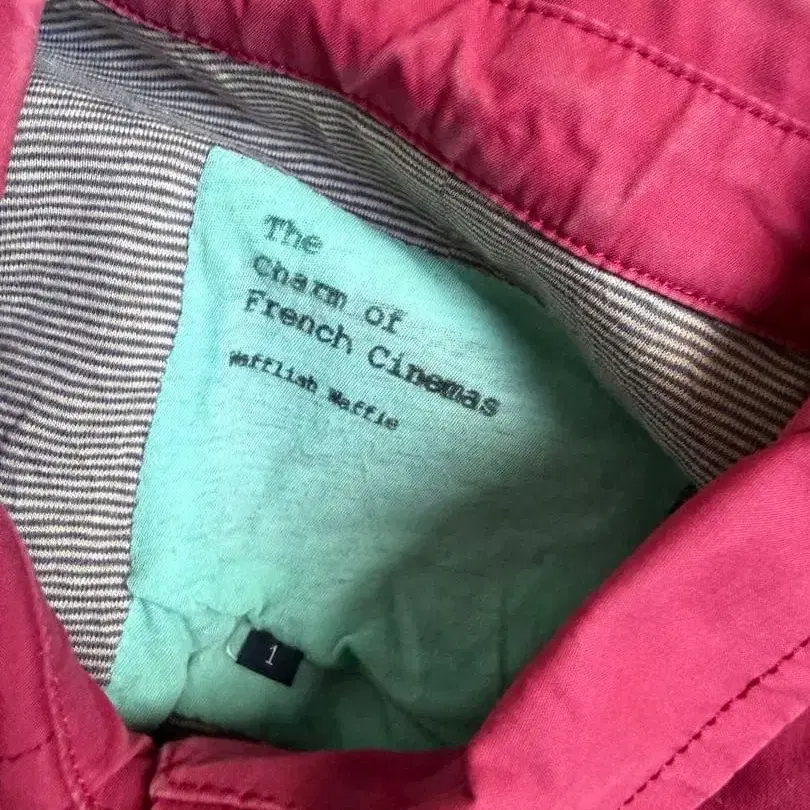 The
Charm of
French Cinemas
Wafflish Waffle
1